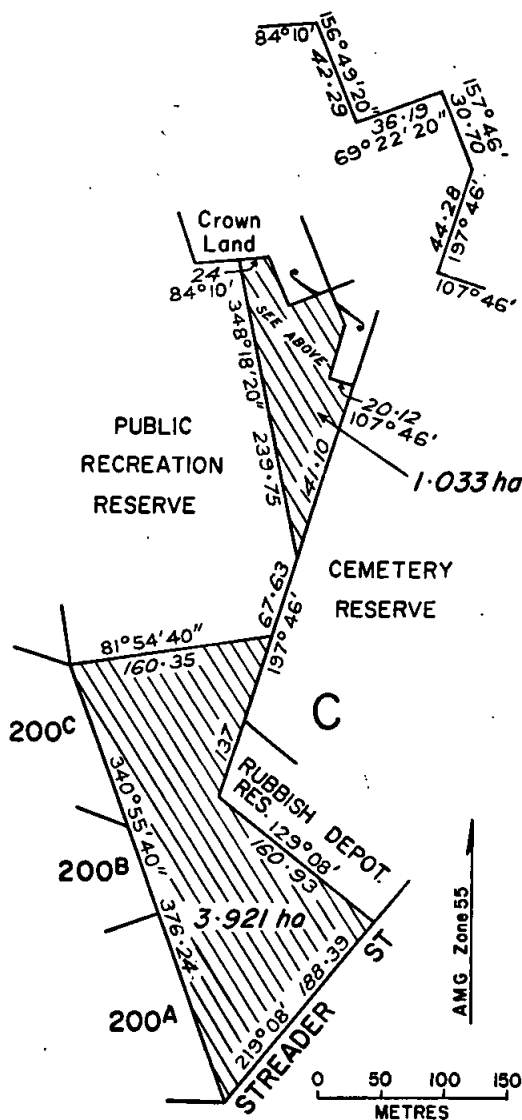 84°10'
156°49'20"
42·29
36·19
69°22'20"
157°46'
30·70
44·28
197°46'
107°46'
Crown
Land
24
84°10'
SEE ABOVE
348°18'20"
239·75
20·12
107°46'
141·10
1·033 ha
PUBLIC
RECREATION
RESERVE
CEMETERY
RESERVE
67·63
197°46'
81°54'40"
160·35
137
C
200C
RUBBISH DEPOT.
RES.
129°08'
160·93
340°55'40"
376·24
200B
3·921 ha
200A
188·39
219°08'
STREADER ST
AMG Zone 55
0 50 100 150
METRES